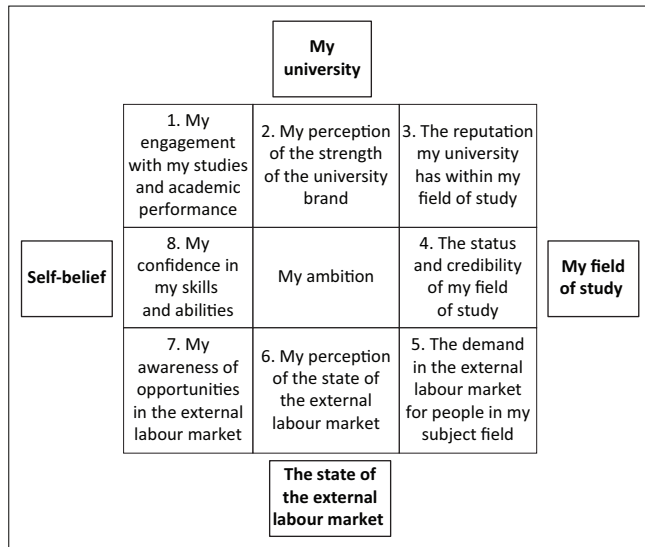 My
university
1. My
engagement
with my studies
and academic
performance
2. My perception
of the strength
of the university
brand
3. The reputation
my university
has within my
field of study
Self-belief
8. My
confidence in
my skills
and abilities
My ambition
4. The status
and credibility
of my field
of study
My field
of study
7. My
awareness of
opportunities
in the external
labour market
6. My perception
of the state of
the external
labour market
5. The demand
in the external
labour market
for people in my
subject field
The state of
the external
labour market